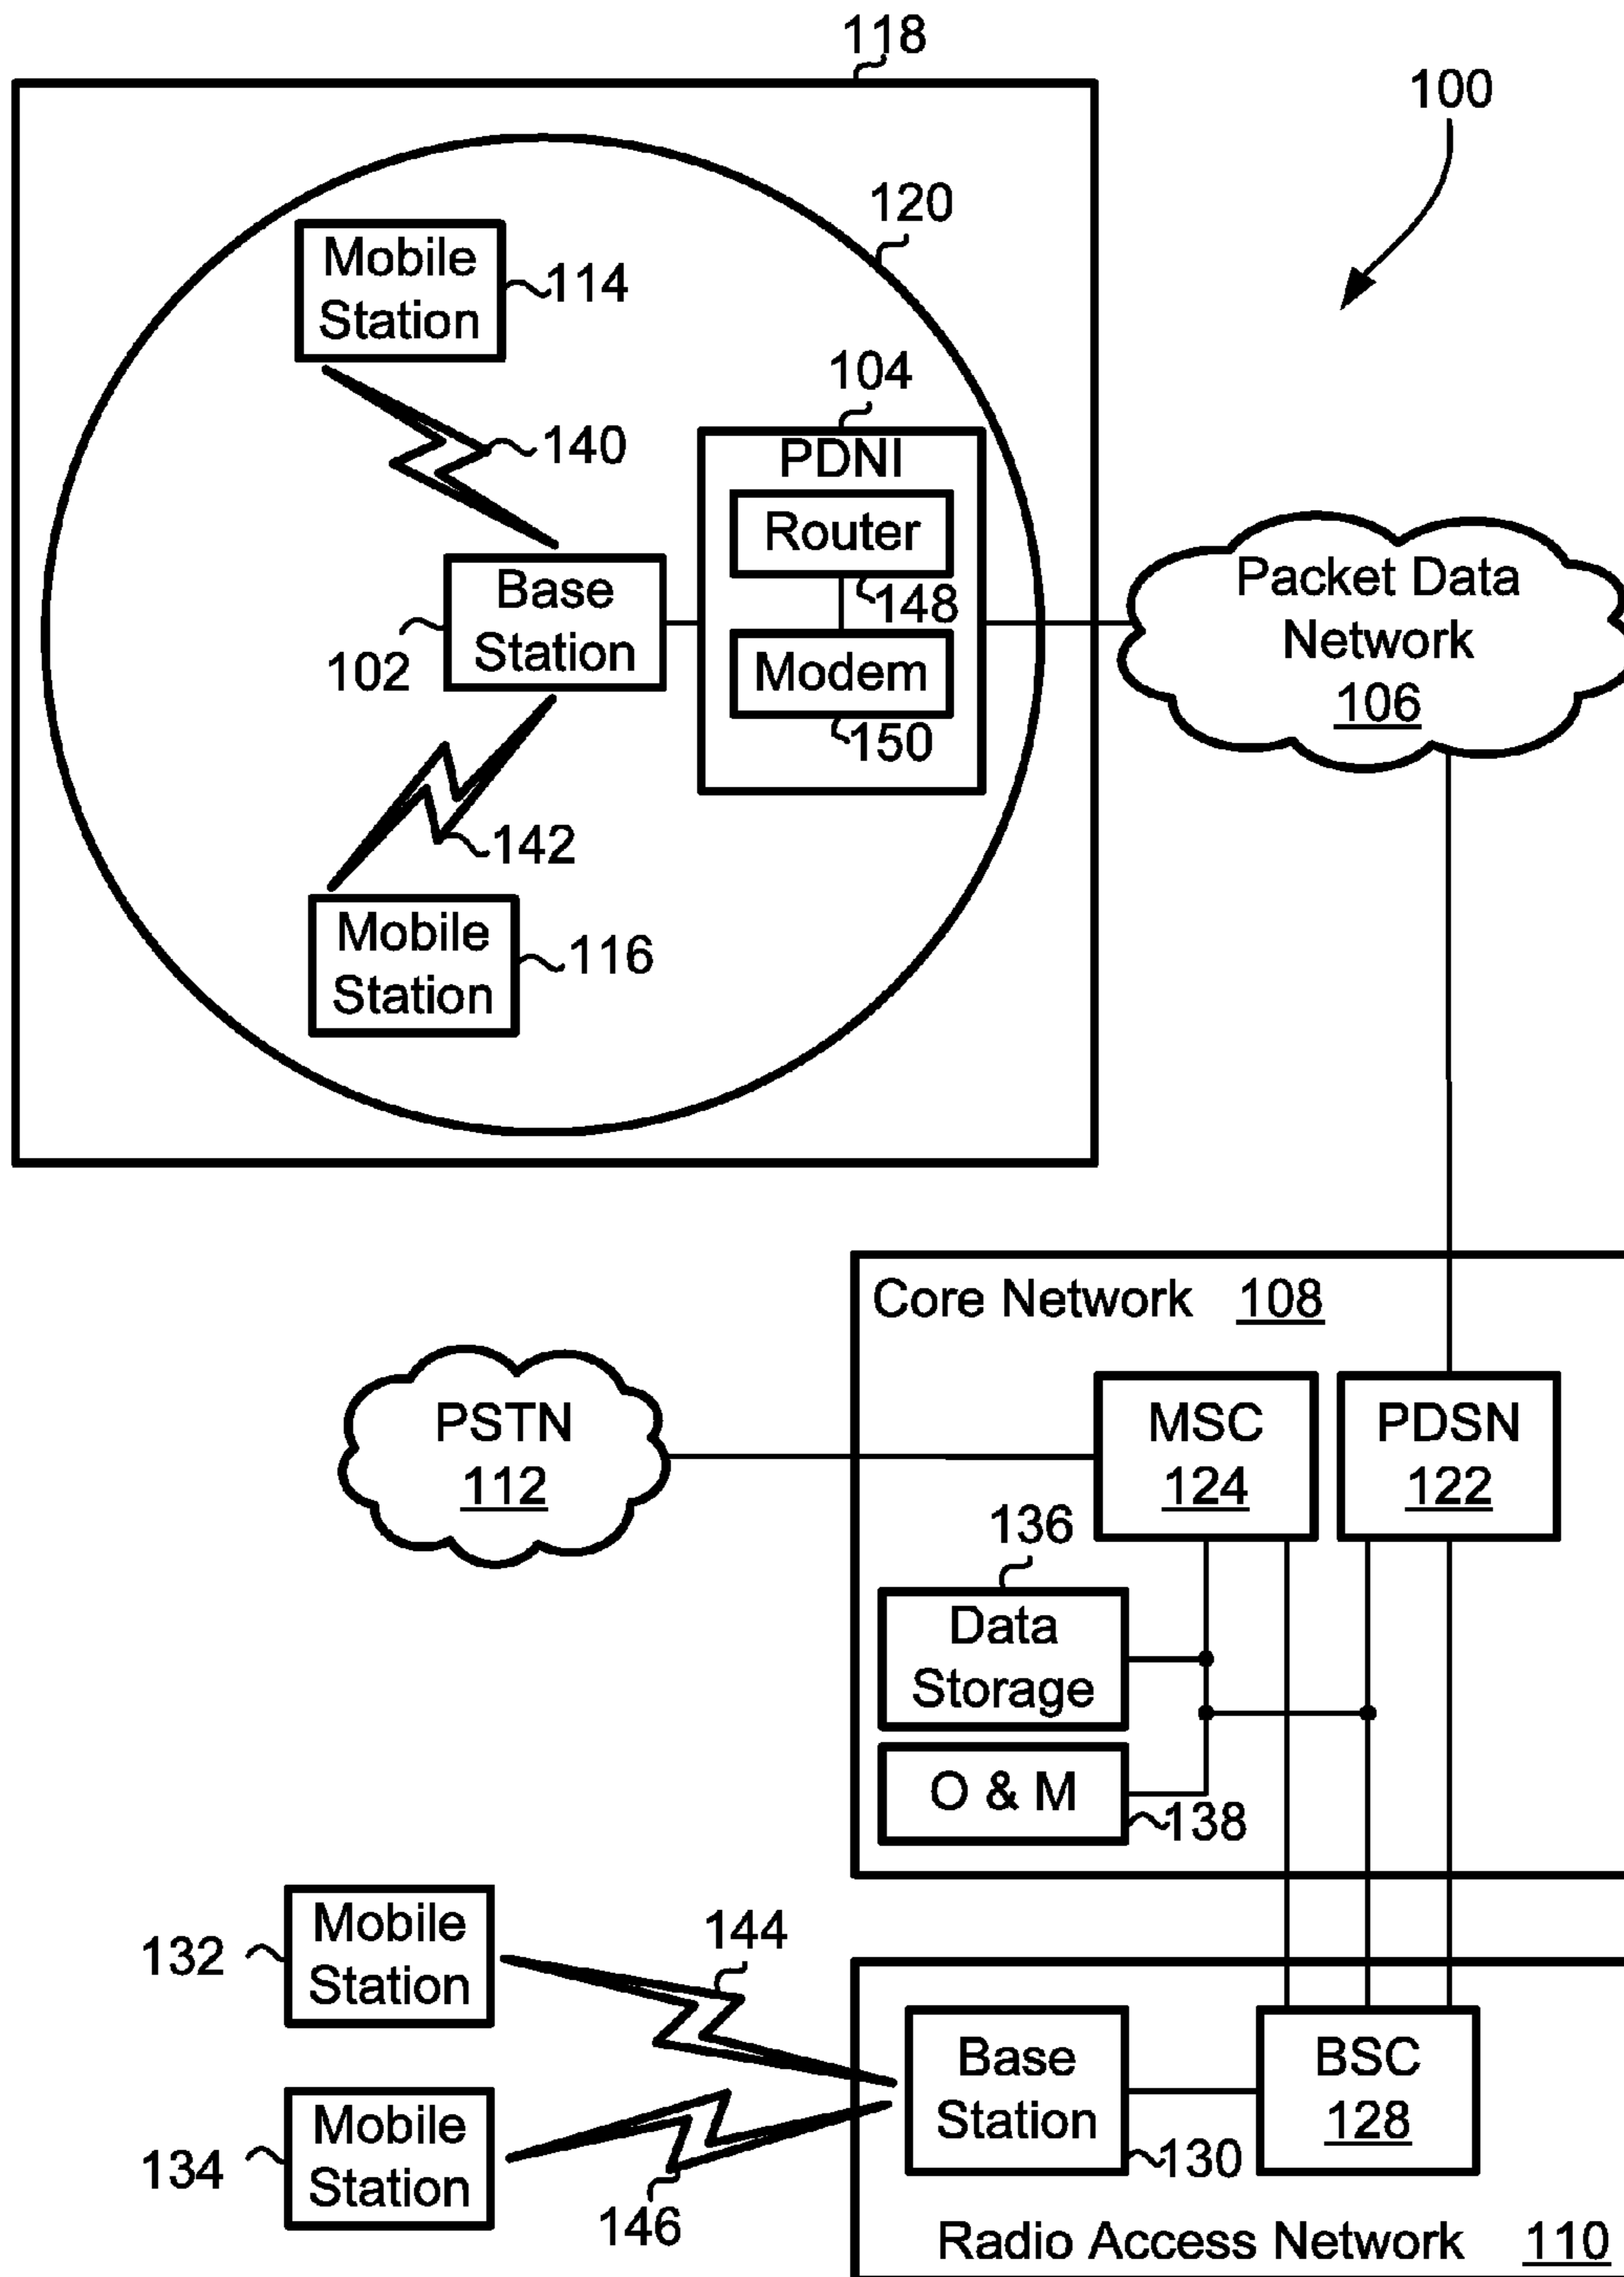 118
100
120
Mobile
Station
114
104
140
PDNI
Router
148
Base
Station
102
Modem
150
Packet Data
Network
106
142
Mobile
Station
116
Core Network 108
PSTN
112
MSC
124
PDSN
122
136
Data
Storage
O & M
138
Mobile
Station
132
144
Mobile
Station
134
146
Base
Station
130
BSC
128
Radio Access Network 110